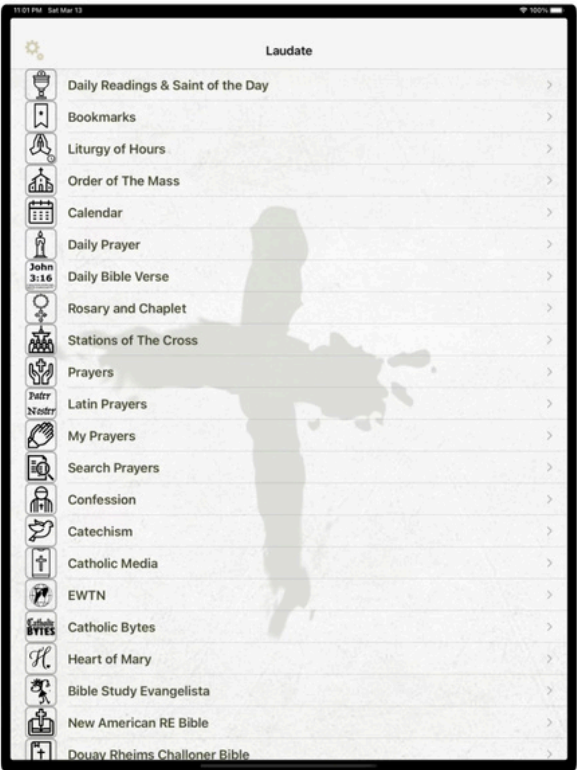 11:01 PM Sat Mar 13
100%
Laudate
Daily Readings & Saint of the Day
Bookmarks
Liturgy of Hours
Order of The Mass
Calendar
Daily Prayer
John
3:16
Daily Bible Verse
Rosary and Chaplet
Stations of The Cross
Prayers
Pater
Noster
Latin Prayers
My Prayers
Search Prayers
Confession
Catechism
Catholic Media
EWTN
Catholic
BYTES
Catholic Bytes
H.
Heart of Mary
Bible Study Evangelista
New American RE Bible
Douay Rheims Challoner Bible